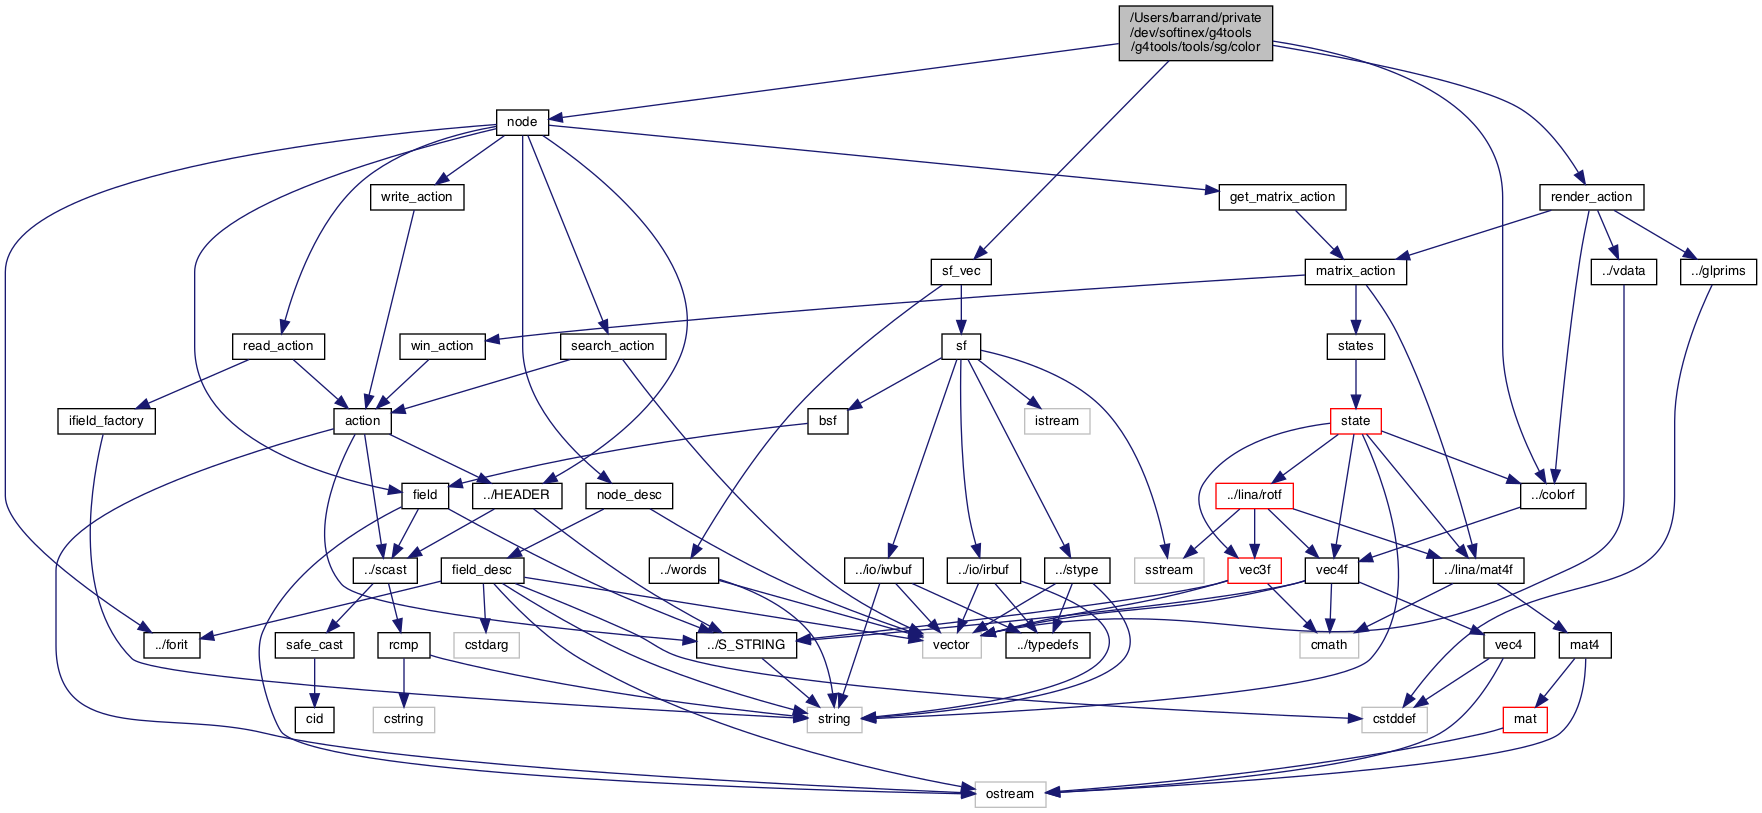 /Users/barrand/private
/dev/softinex/g4tools
/g4tools/tools/sg/color
node
write_action
get_matrix_action
render_action
sf_vec
matrix_action
../vdata
../glprims
read_action
win_action
search_action
sf
states
ifield_factory
action
bsf
istream
state
field
../HEADER
node_desc
../lina/rotf
../colorf
../scast
field_desc
../words
../io/iwbuf
../io/irbuf
../stype
sstream
vec3f
vec4f
../lina/mat4f
../forit
safe_cast
rcmp
cstdarg
../S_STRING
vector
../typedefs
cmath
vec4
mat4
cid
cstring
string
cstddef
mat
ostream